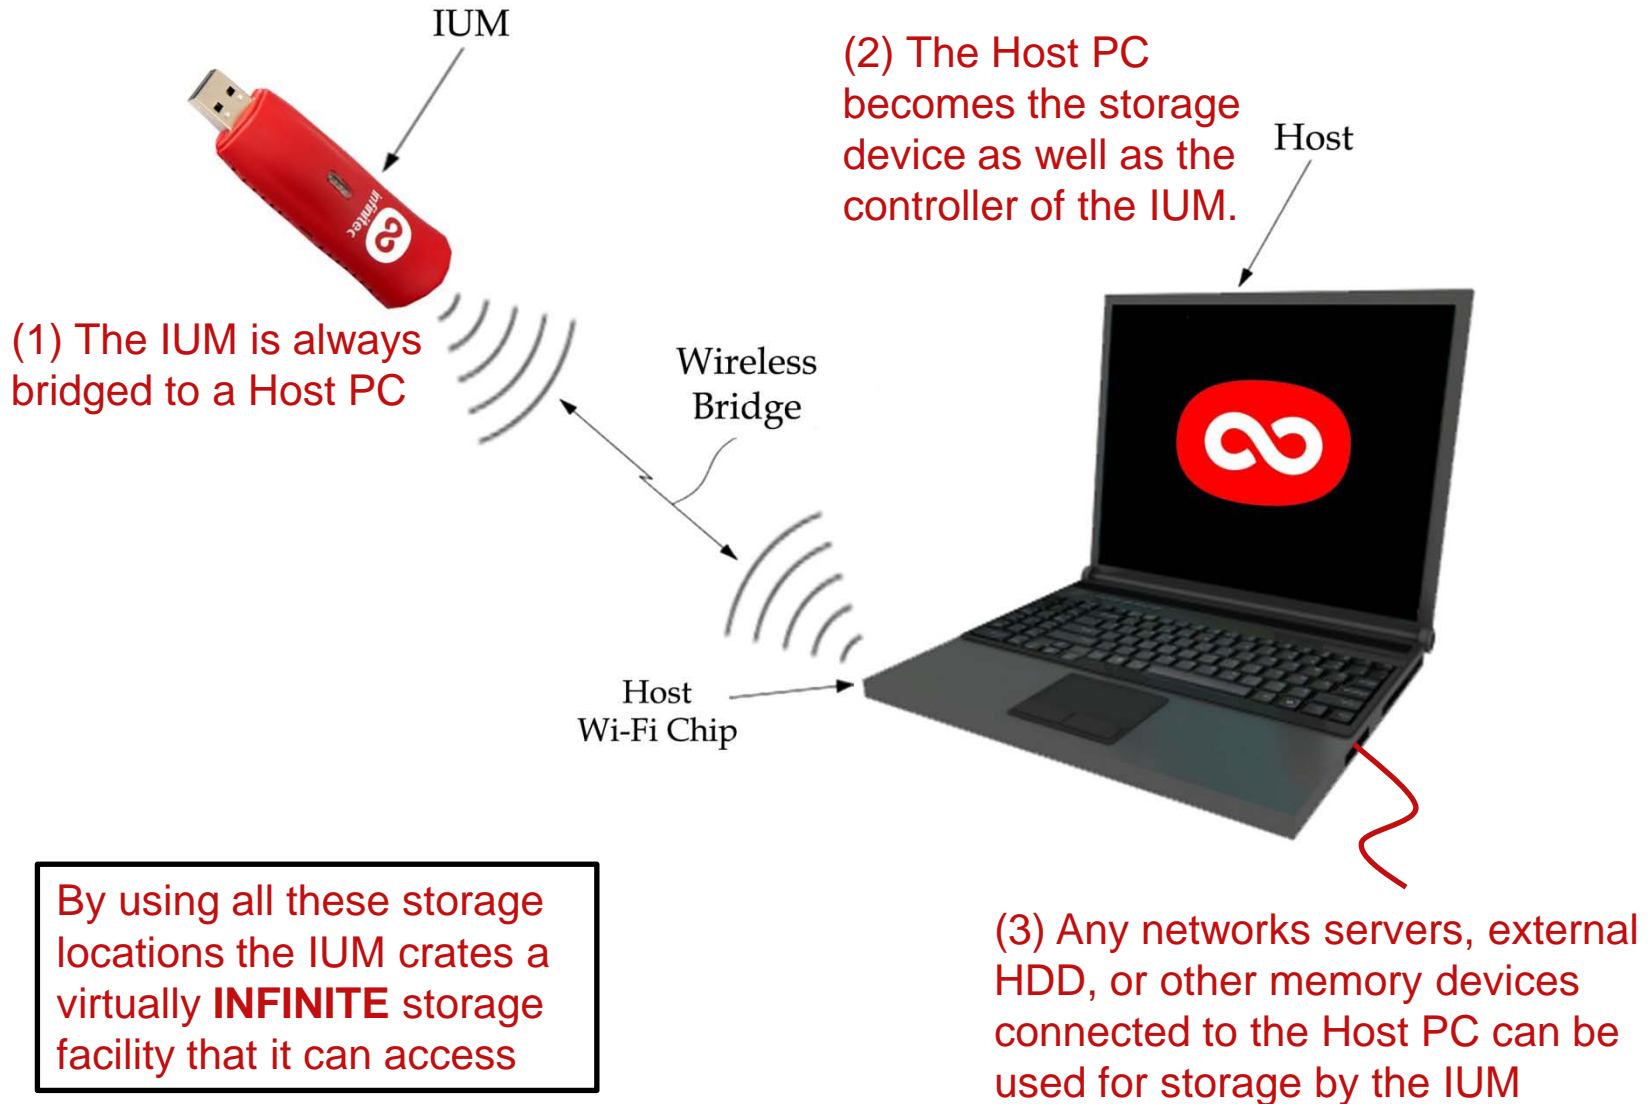 IUM
(2) The Host PC
becomes the storage
device as well as the
controller of the IUM.
Host
infinitec
(1) The IUM is always
bridged to a Host PC
Wireless
Bridge
Host
Wi-Fi Chip
By using all these storage
locations the IUM crates a
virtually INFINITE storage
facility that it can access
(3) Any networks servers, external
HDD, or other memory devices
connected to the Host PC can be
used for storage by the IUM